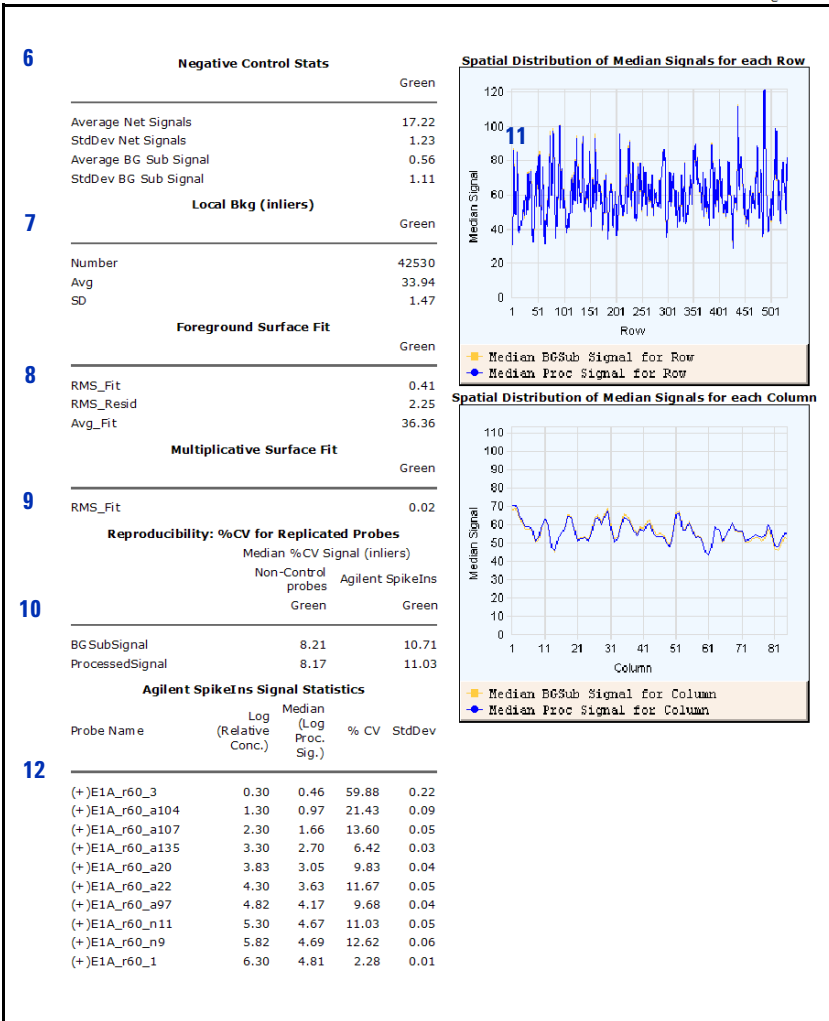 6
Negative Control Stats
Green
Average Net Signals 17.22
StdDev Net Signals 1.23
Average BG Sub Signal 0.56
StdDev BG Sub Signal 1.11
7
Local Bkg (inliers)
Green
Number 42530
Avg 33.94
SD 1.47
Foreground Surface Fit
Green
8
RMS_Fit 0.41
RMS_Resid 2.25
Avg_Fit 36.36
Multiplicative Surface Fit
Green
9
RMS_Fit 0.02
Reproducibility: %CV for Replicated Probes
Median %CV Signal (inliers)
Non-Control probes Agilent SpikeIns
Green Green
10
BGSubSignal 8.21 10.71
ProcessedSignal 8.17 11.03
Agilent SpikeIns Signal Statistics
Probe Name Log (Relative Conc.) Median (Log Proc. Sig.) % CV StdDev
12
(+)E1A_r60_3 0.30 0.46 59.88 0.22
(+)E1A_r60_a104 1.30 0.97 21.43 0.09
(+)E1A_r60_a107 2.30 1.66 13.60 0.05
(+)E1A_r60_a135 3.30 2.70 6.42 0.03
(+)E1A_r60_a20 3.83 3.05 9.83 0.04
(+)E1A_r60_a22 4.30 3.63 11.67 0.05
(+)E1A_r60_a97 4.82 4.17 9.68 0.04
(+)E1A_r60_n11 5.30 4.67 11.03 0.05
(+)E1A_r60_n9 5.82 4.69 12.62 0.06
(+)E1A_r60_1 6.30 4.81 2.28 0.01
Spatial Distribution of Median Signals for each Row
11
Median Signal
120
100
80
60
40
20
0
1 51 101 151 201 251 301 351 401 451 501
Row
Median BGSub Signal for Row
Median Proc Signal for Row
Spatial Distribution of Median Signals for each Column
Median Signal
110
100
90
80
70
60
50
40
30
20
10
0
1 11 21 31 41 51 61 71 81
Column
Median BGSub Signal for Column
Median Proc Signal for Column